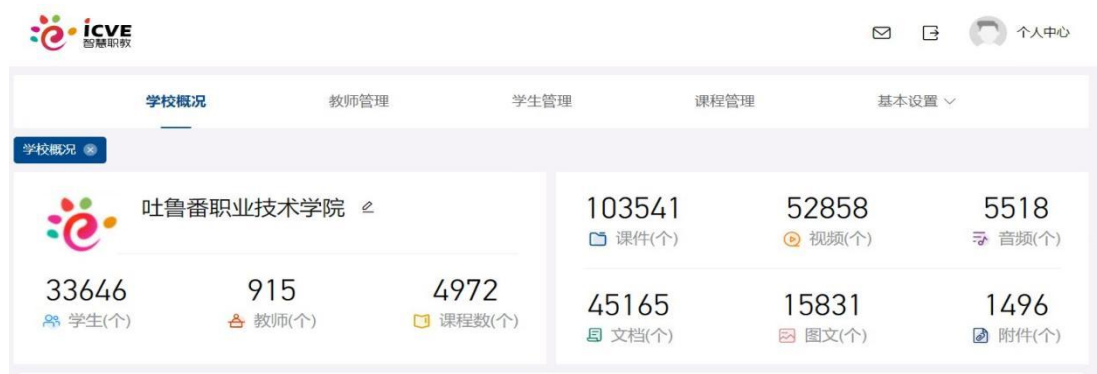 icve
智慧职教
个人中心
学校概况 教师管理 学生管理 课程管理 基本设置
学校概况
吐鲁番职业技术学院
33646 915 4972
学生(个) 教师(个) 课程数(个)
103541 52858 5518
课件(个) 视频(个) 音频(个)
45165 15831 1496
文档(个) 图文(个) 附件(个)